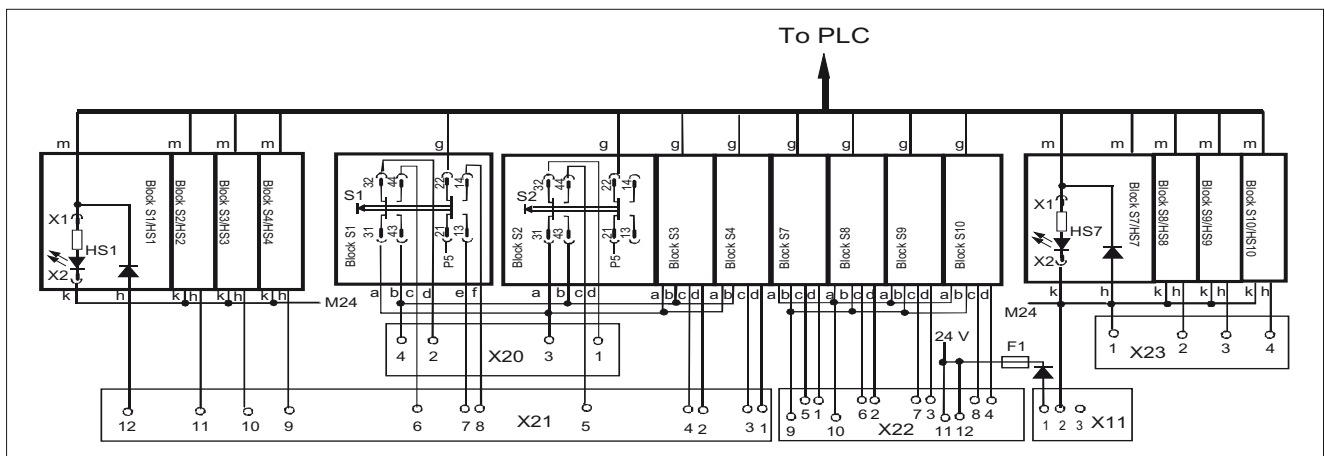 To PLC
m m m m g g g g g g g g m m m m m
Block S1/HS1
Block S2/HS2
Block S3/HS3
Block S4/HS4
X1
HS1
X2
k h k h k h k h
M24
Block S1
S1
32 44 22 14
31 43 21 13
P5
a b c d e f
Block S2
S2
32 44 22 14
31 43 21 13
P5
a b c d
Block S3
Block S4
Block S7
Block S8
Block S9
Block S10
a b c d a b c d a b c d a b c d a b c d a b c d
Block S7/HS7
Block S8/HS8
Block S9/HS9
Block S10/HS10
X1
HS7
X2
k h k h k h k h
M24
24 V
F1
4 2 X20 3 1
1 X23 2 3 4
12 11 10 9 6 7 8 X21 5 4 2 3 1
9 5 1 10 6 2 X22 7 3 11 12 8 4
1 2 3 X11